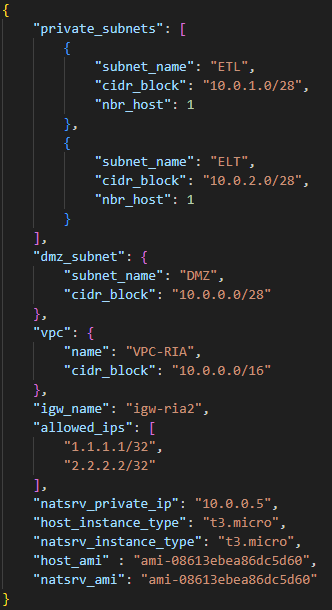 {
    "private_subnets": [
        {
            "subnet_name": "ETL",
            "cidr_block": "10.0.1.0/28",
            "nbr_host": 1
        },
        {
            "subnet_name": "ELT",
            "cidr_block": "10.0.2.0/28",
            "nbr_host": 1
        }
    ],
    "dmz_subnet": {
        "subnet_name": "DMZ",
        "cidr_block": "10.0.0.0/28"
    },
    "vpc": {
        "name": "VPC-RIA",
        "cidr_block": "10.0.0.0/16"
    },
    "igw_name": "igw-ria2",
    "allowed_ips": [
        "1.1.1.1/32",
        "2.2.2.2/32"
    ],
    "natsrv_private_ip": "10.0.0.5",
    "host_instance_type": "t3.micro",
    "natsrv_instance_type": "t3.micro",
    "host_ami" : "ami-08613ebea86dc5d60",
    "natsrv_ami": "ami-08613ebea86dc5d60"
}